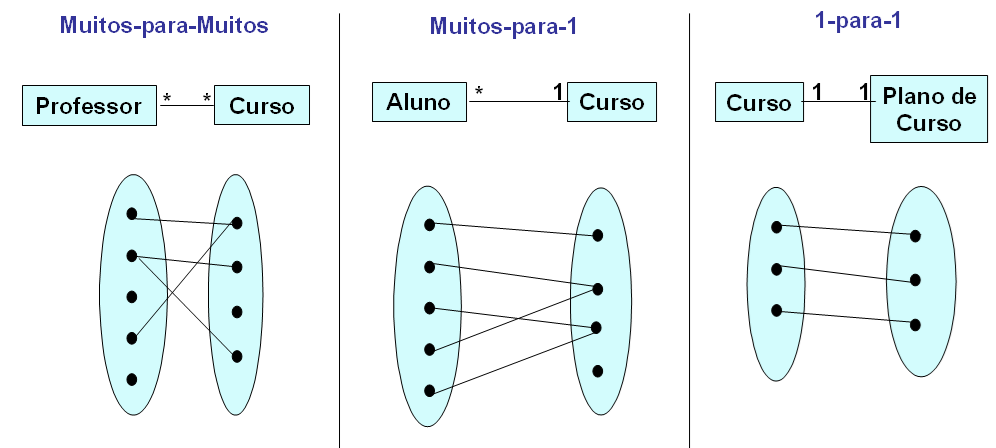 Muitos-para-Muitos
Professor * * Curso
Muitos-para-1
Aluno * 1 Curso
1-para-1
Curso 1 1 Plano de
Curso